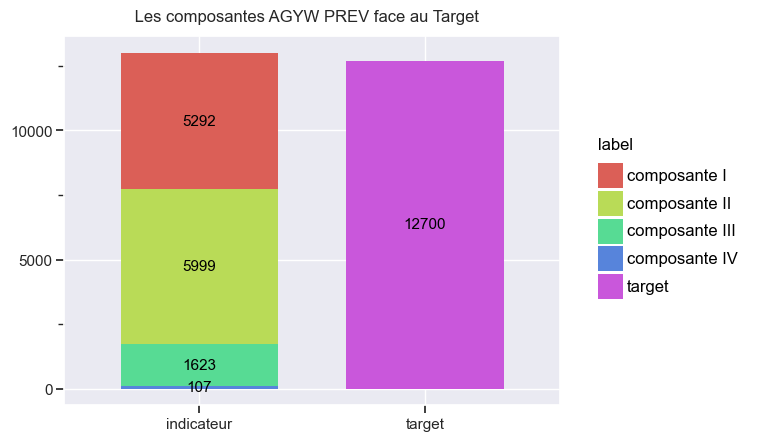 Les composantes AGYW PREV face au Target
10000
5000
0
5292
5999
1623
107
12700
indicateur
target
label
composante I
composante II
composante III
composante IV
target